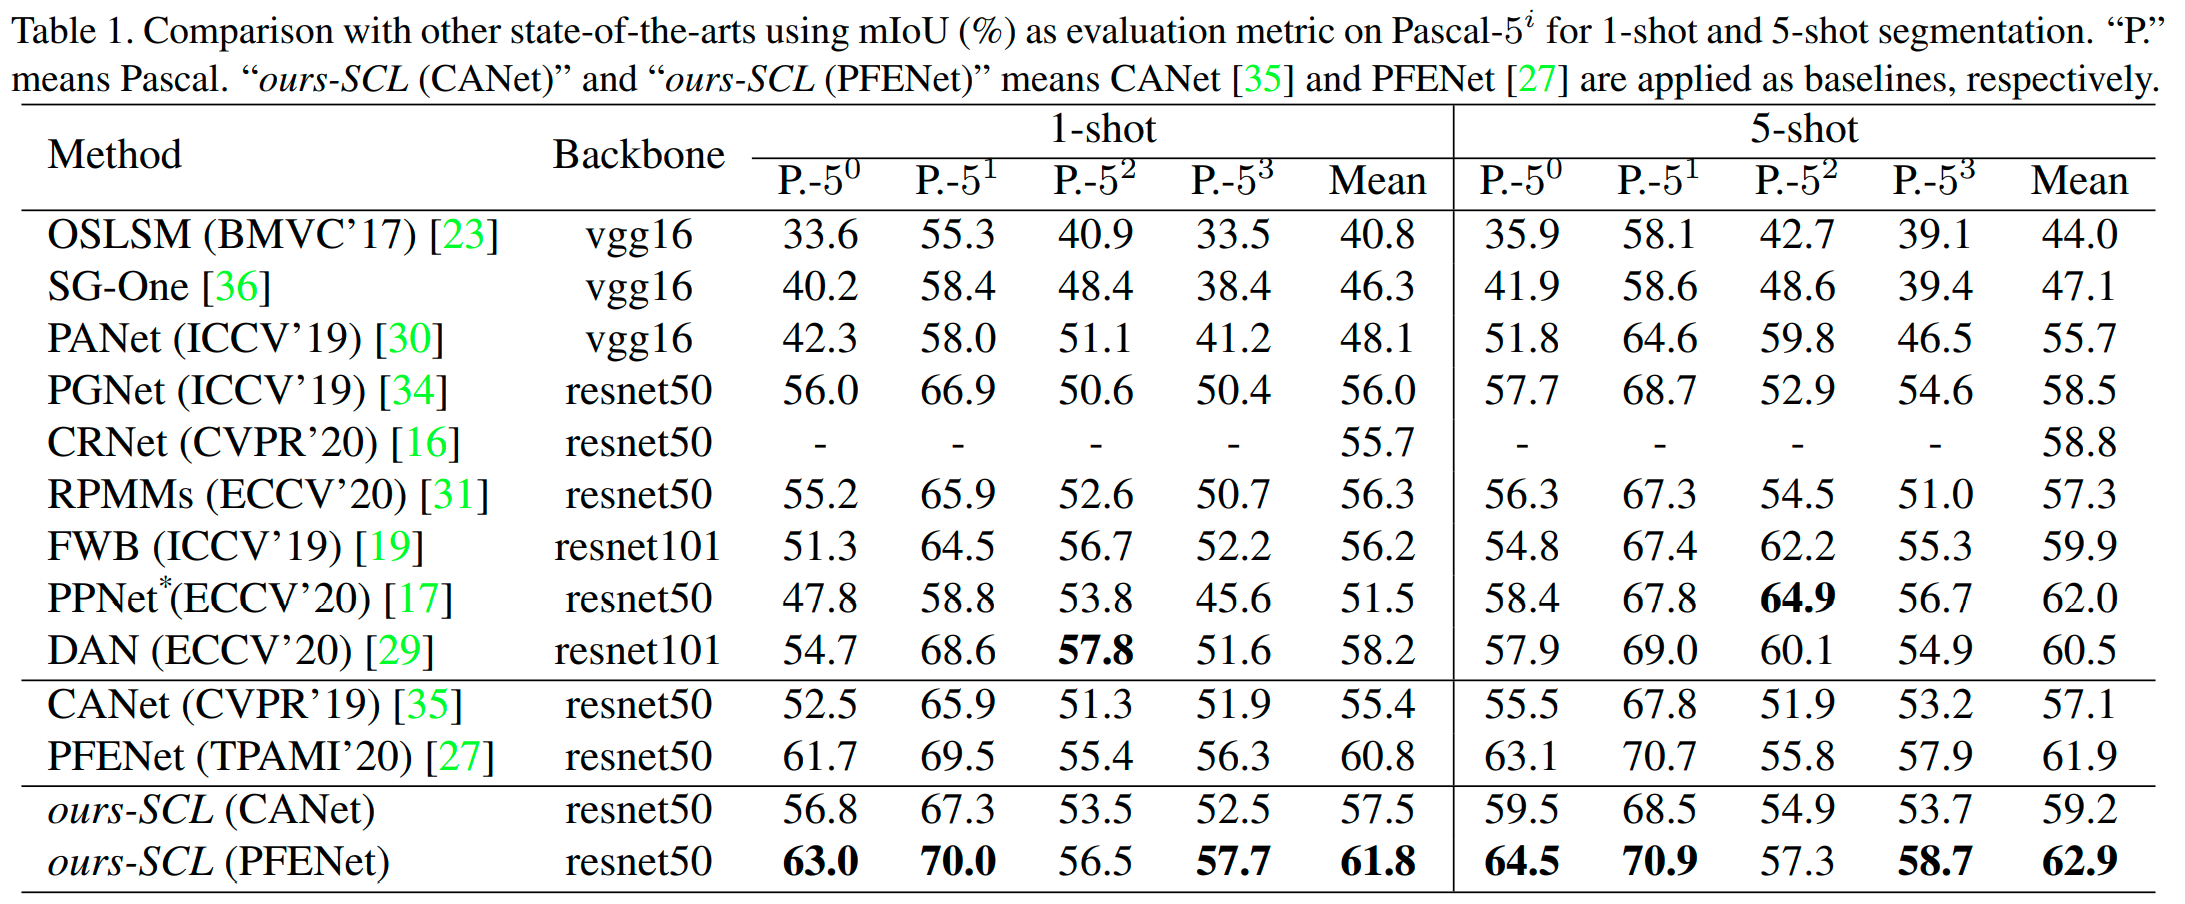 Table 1. Comparison with other state-of-the-arts using mIoU (%) as evaluation metric on Pascal-5^i for 1-shot and 5-shot segmentation. “P.”
means Pascal. “ours-SCL (CANet)” and “ours-SCL (PFENet)” means CANet [35] and PFENet [27] are applied as baselines, respectively.
Method Backbone 1-shot 5-shot
P.-5^0 P.-5^1 P.-5^2 P.-5^3 Mean P.-5^0 P.-5^1 P.-5^2 P.-5^3 Mean
OSLSM (BMVC’17) [23] vgg16 33.6 55.3 40.9 33.5 40.8 35.9 58.1 42.7 39.1 44.0
SG-One [36] vgg16 40.2 58.4 48.4 38.4 46.3 41.9 58.6 48.6 39.4 47.1
PANet (ICCV’19) [30] vgg16 42.3 58.0 51.1 41.2 48.1 51.8 64.6 59.8 46.5 55.7
PGNet (ICCV’19) [34] resnet50 56.0 66.9 50.6 50.4 56.0 57.7 68.7 52.9 54.6 58.5
CRNet (CVPR’20) [16] resnet50 - - - - 55.7 - - - - 58.8
RPMMs (ECCV’20) [31] resnet50 55.2 65.9 52.6 50.7 56.3 56.3 67.3 54.5 51.0 57.3
FWB (ICCV’19) [19] resnet101 51.3 64.5 56.7 52.2 56.2 54.8 67.4 62.2 55.3 59.9
PPNet*(ECCV’20) [17] resnet50 47.8 58.8 53.8 45.6 51.5 58.4 67.8 64.9 56.7 62.0
DAN (ECCV’20) [29] resnet101 54.7 68.6 57.8 51.6 58.2 57.9 69.0 60.1 54.9 60.5
CANet (CVPR’19) [35] resnet50 52.5 65.9 51.3 51.9 55.4 55.5 67.8 51.9 53.2 57.1
PFENet (TPAMI’20) [27] resnet50 61.7 69.5 55.4 56.3 60.8 63.1 70.7 55.8 57.9 61.9
ours-SCL (CANet) resnet50 56.8 67.3 53.5 52.5 57.5 59.5 68.5 54.9 53.7 59.2
ours-SCL (PFENet) resnet50 63.0 70.0 56.5 57.7 61.8 64.5 70.9 57.3 58.7 62.9